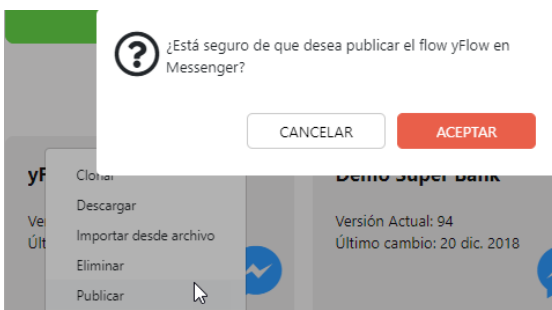 ¿Está seguro de que desea publicar el flow yFlow en
Messenger?
CANCELAR
ACEPTAR
Clonar
Descargar
Importar desde archivo
Eliminar
Publicar
Demo Super Bank
Versión Actual: 94
Último cambio: 20 dic. 2018